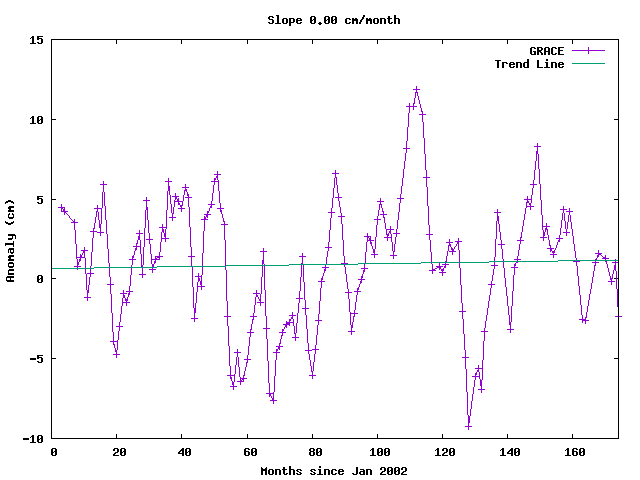 Slope 0.00 cm/month
15
GRACE
Trend Line
10
5
0
-5
-10
Anomaly (cm)
0 20 40 60 80 100 120 140 160
Months since Jan 2002